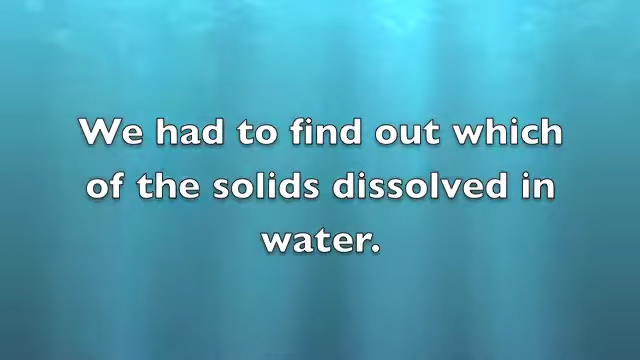 We had to find out which
of the solids dissolved in
water.